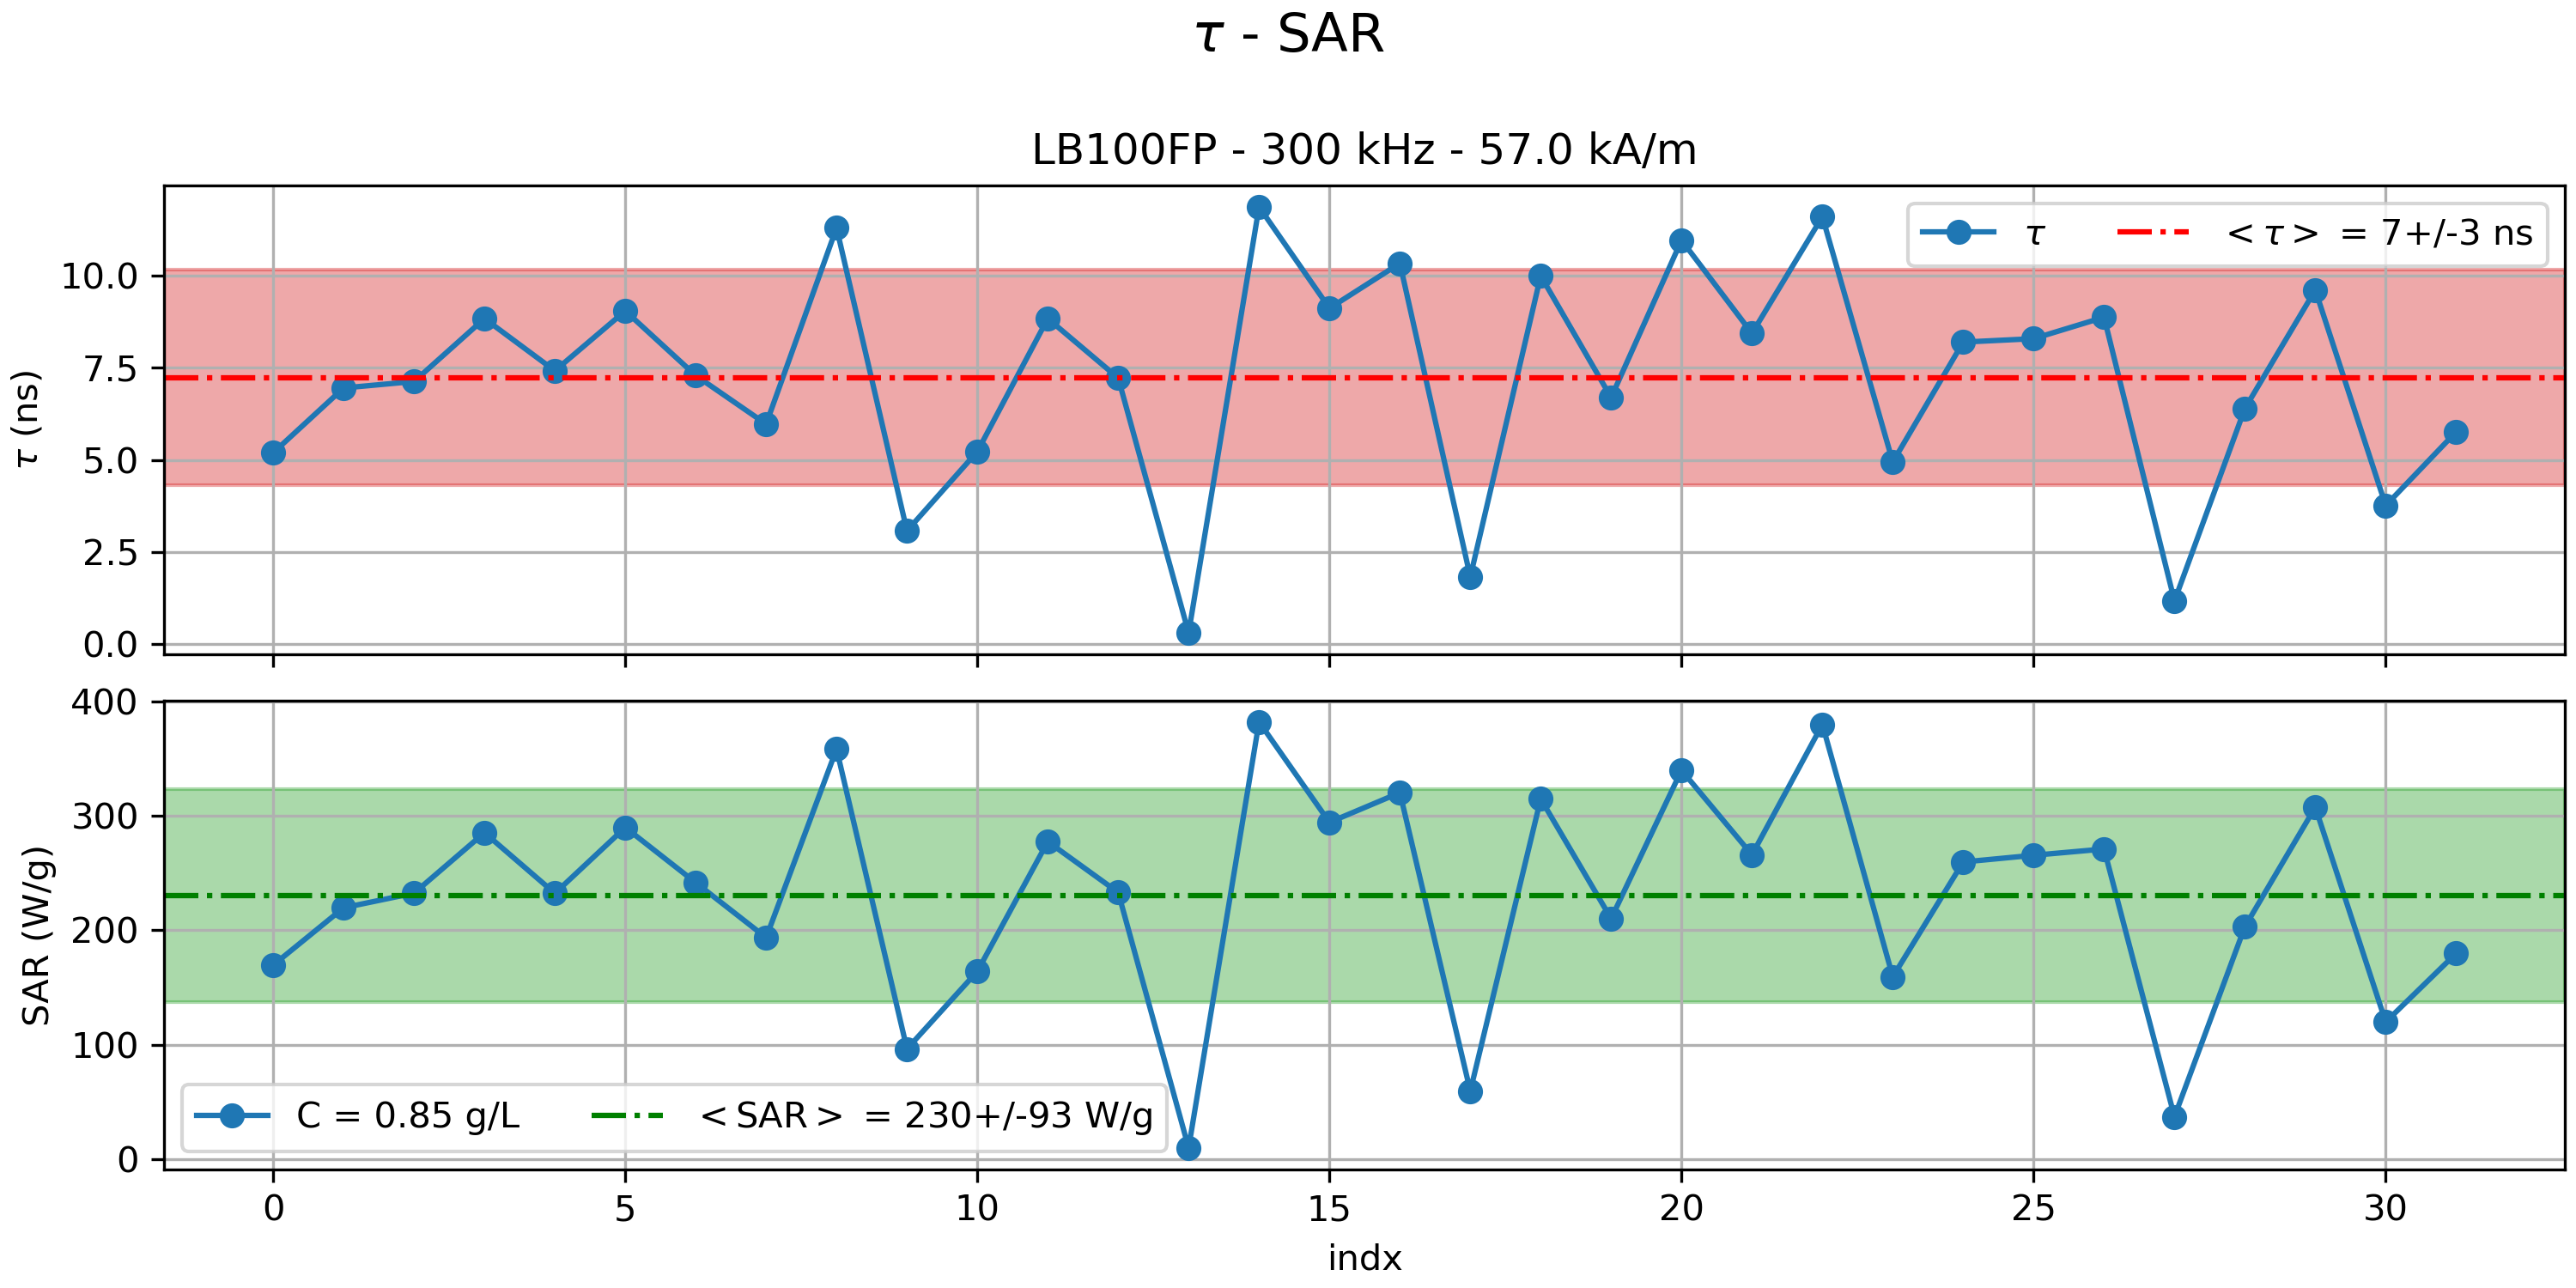 τ - SAR
LB100FP - 300 kHz - 57.0 kA/m
τ (ns)
10.0
7.5
5.0
2.5
0.0
τ
<τ> = 7+/-3 ns
SAR (W/g)
400
300
200
100
0
C = 0.85 g/L
<SAR> = 230+/-93 W/g
0 5 10 15 20 25 30
indx